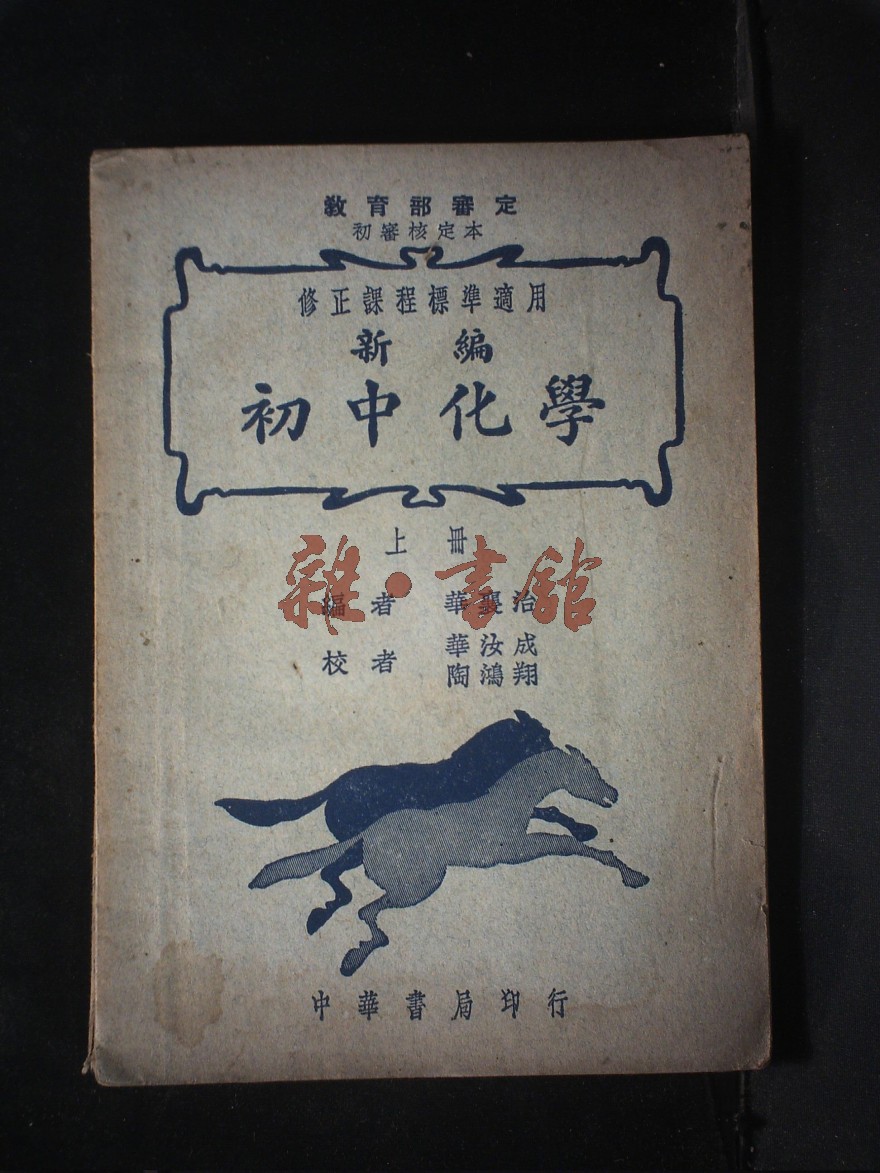 教育部審定
初審核定本
修正課程標準適用
新編
初中化學
上冊
編者 華襄治
校者 華汝成
陶鴻翔
中華書局印行
雜·書館